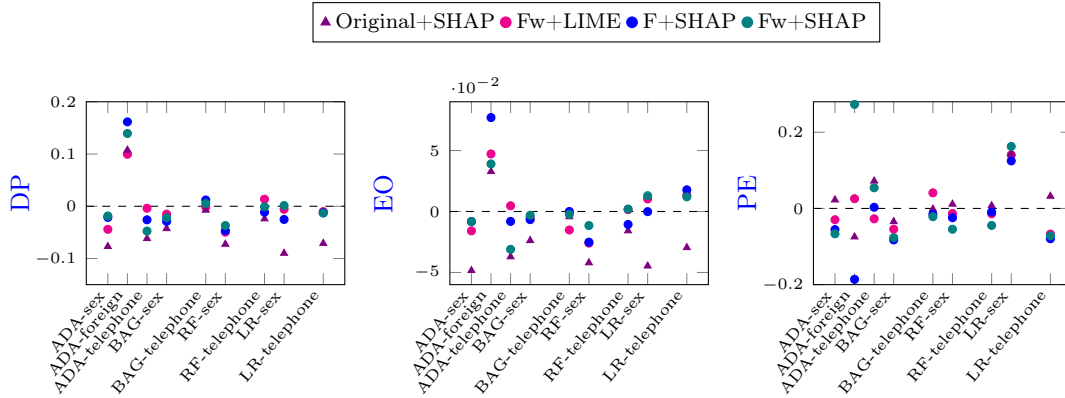 Original+SHAP Fw+LIME F+SHAP Fw+SHAP
DP
0.2
0.1
0
−0.1
ADA-sex
ADA-foreign
ADA-telephone
BAG-sex
BAG-telephone
RF-sex
RF-telephone
LR-sex
LR-telephone
EO
·10−2
5
0
−5
ADA-sex
ADA-foreign
ADA-telephone
BAG-sex
BAG-telephone
RF-sex
RF-telephone
LR-sex
LR-telephone
PE
0.2
0
−0.2
ADA-sex
ADA-foreign
ADA-telephone
BAG-sex
BAG-telephone
RF-sex
RF-telephone
LR-sex
LR-telephone